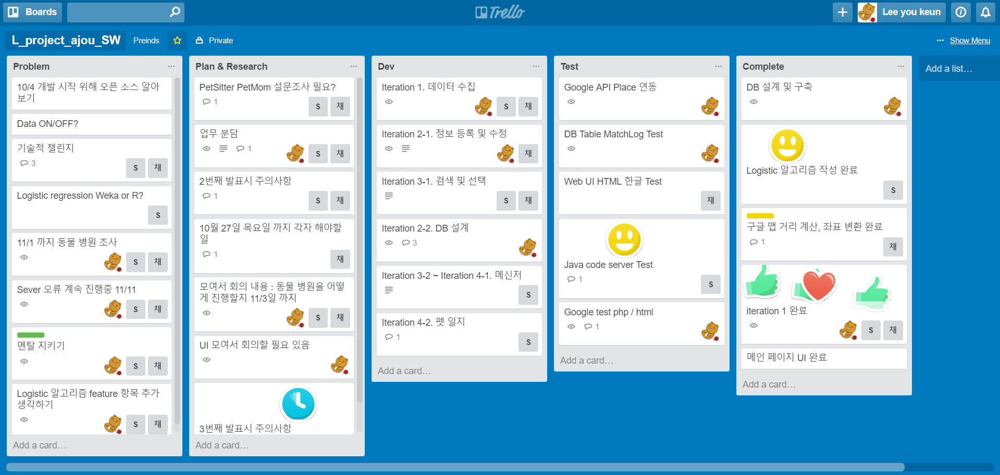 Boards
Trello
Lee you keun
L_project_ajou_SW
Preinds
Private
... Show Menu
Problem
10/4 개발 시작 위해 오픈 소스 알아
보기
Data ON/OFF?
기술적 챌린지
3
S 채
Logistic regression Weka or R?
S
11/1 까지 동물 병원 조사
S 채
Sever 오류 계속 진행중 11/11
S 채
멘탈 지키기
S 채
Logistic 알고리즘 feature 항목 추가
생각하기
S 채
Add a card…
Plan & Research
PetSitter PetMom 설문조사 필요?
1
S 채
업무 분담
1
S 채
2번째 발표시 주의사항
1
S 채
10월 27일 목요일 까지 각자 해야할
일
1
채
모여서 회의 내용 : 동물 병원을 어떻
게 진행할지 11/3일 까지
S 채
UI 모여서 회의할 필요 있음
3번째 발표시 주의사항
Add a card…
Dev
Iteration 1. 데이터 수집
S 채
Iteration 2-1. 정보 등록 및 수정
채
Iteration 3-1. 검색 및 선택
S 채
Iteration 2-2. DB 설계
3
Iteration 3-2 ~ Iteration 4-1. 메신저
S
Iteration 4-2. 펫 일지
1
S
Add a card…
Test
Google API Place 연동
DB Table MatchLog Test
Web UI HTML 한글 Test
채
Java code server Test
1
S
Google test php / html
1
Add a card…
Complete
DB 설계 및 구축
Logistic 알고리즘 작성 완료
S
구글 맵 거리 계산, 좌표 변환 완료
1
채
iteration 1 완료
S 채
메인 페이지 UI 완료
Add a card…
Add a list…